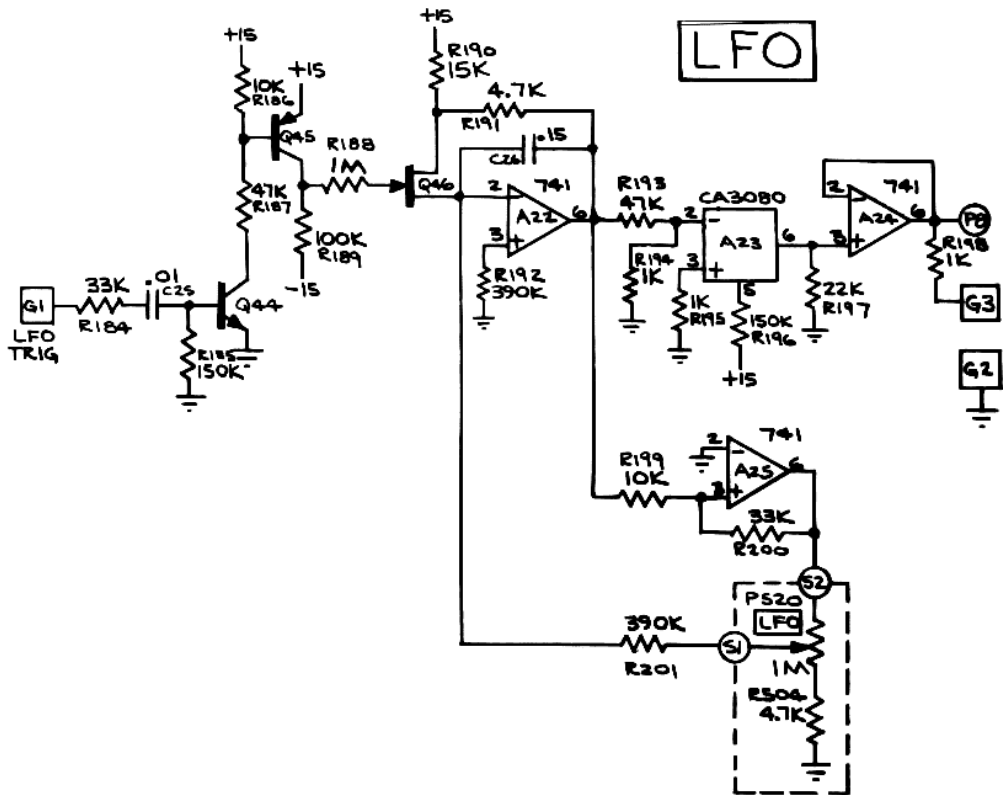 LFO
+15
+15
10K
R186
Q45
+15
R190
15K
4.7K
R191
.15
C26
R188
1M
Q46
47K
R187
100K
R189
-15
2
741
A22
6
3
+
-
R192
390K
R193
47K
CA3080
2
-
A23
6
3
+
5
R194
1K
1K
R195
150K
R196
+15
22K
R197
2
-
741
A24
6
3
+
P8
R198
1K
G3
G2
G1
LFO
TRIG
33K
R184
.01
C25
Q44
R185
150K
R199
10K
2
-
741
A25
6
3
+
33K
R200
S2
PS20
LFO
390K
R201
S1
1M
R504
4.7K